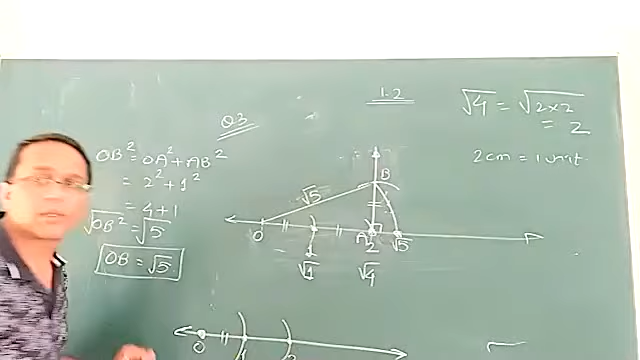 1.2
Q3
√4 = √2×2
= 2
2cm = 1 unit.
OB² = OA² + AB²
= 2² + 1²
= 4+1
√OB² = √5
OB = √5
√5
B
O
A
2
√5
√1
√4
O
1
2